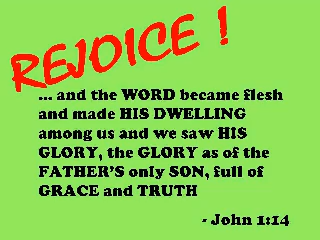 REJOICE !
... and the WORD became flesh
and made HIS DWELLING
among us and we saw HIS
GLORY, the GLORY as of the
FATHER'S only SON, full of
GRACE and TRUTH
- John 1:14